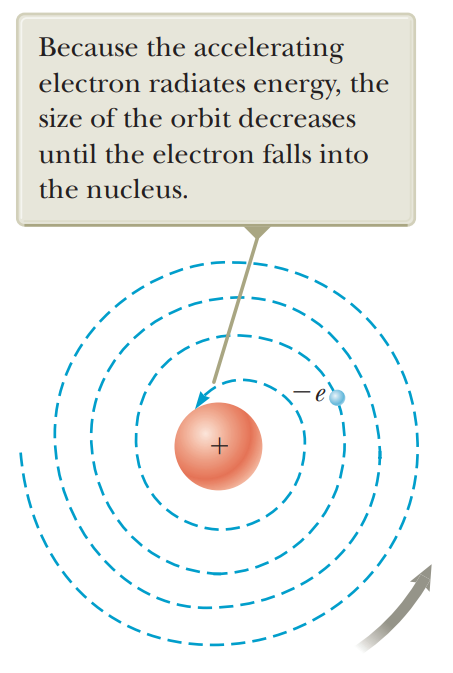 Because the accelerating
electron radiates energy, the
size of the orbit decreases
until the electron falls into
the nucleus.
−e
+